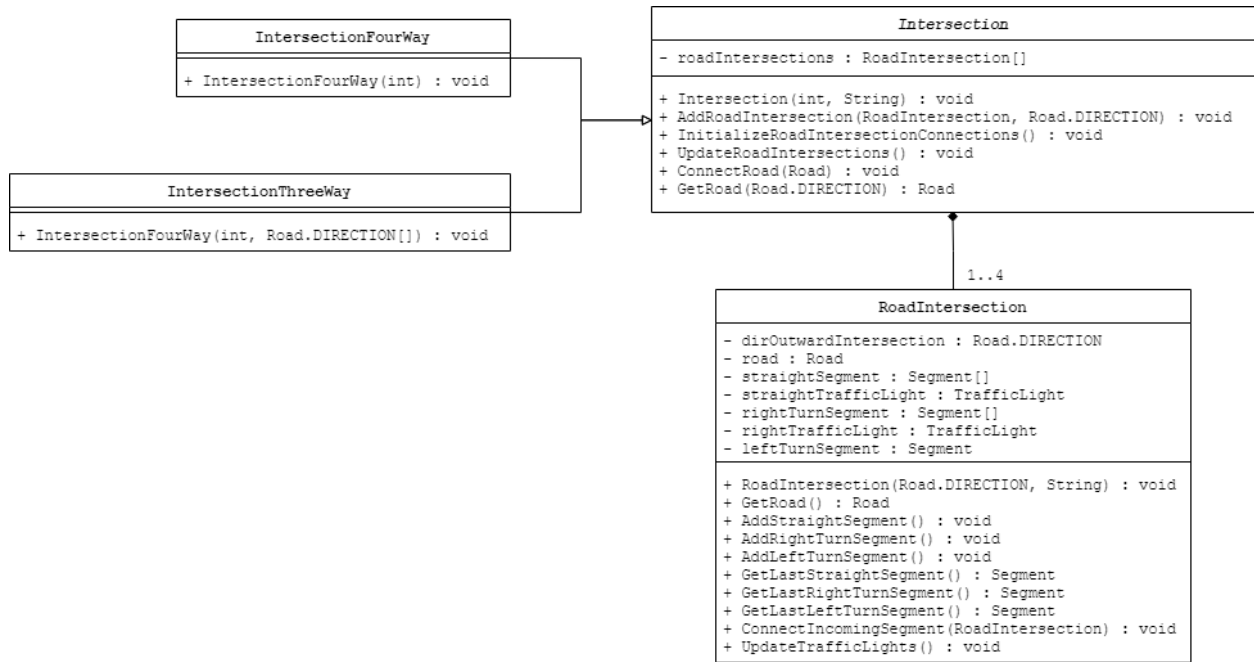 IntersectionFourWay
+ IntersectionFourWay(int) : void
IntersectionThreeWay
+ IntersectionFourWay(int, Road.DIRECTION[]) : void
Intersection
- roadIntersections : RoadIntersection[]
+ Intersection(int, String) : void
+ AddRoadIntersection(RoadIntersection, Road.DIRECTION) : void
+ InitializeRoadIntersectionConnections() : void
+ UpdateRoadIntersections() : void
+ ConnectRoad(Road) : void
+ GetRoad(Road.DIRECTION) : Road
1..4
RoadIntersection
- dirOutwardIntersection : Road.DIRECTION
- road : Road
- straightSegment : Segment[]
- straightTrafficLight : TrafficLight
- rightTurnSegment : Segment[]
- rightTrafficLight : TrafficLight
- leftTurnSegment : Segment
+ RoadIntersection(Road.DIRECTION, String) : void
+ GetRoad() : Road
+ AddStraightSegment() : void
+ AddRightTurnSegment() : void
+ AddLeftTurnSegment() : void
+ GetLastStraightSegment() : Segment
+ GetLastRightTurnSegment() : Segment
+ GetLastLeftTurnSegment() : Segment
+ ConnectIncomingSegment(RoadIntersection) : void
+ UpdateTrafficLights() : void